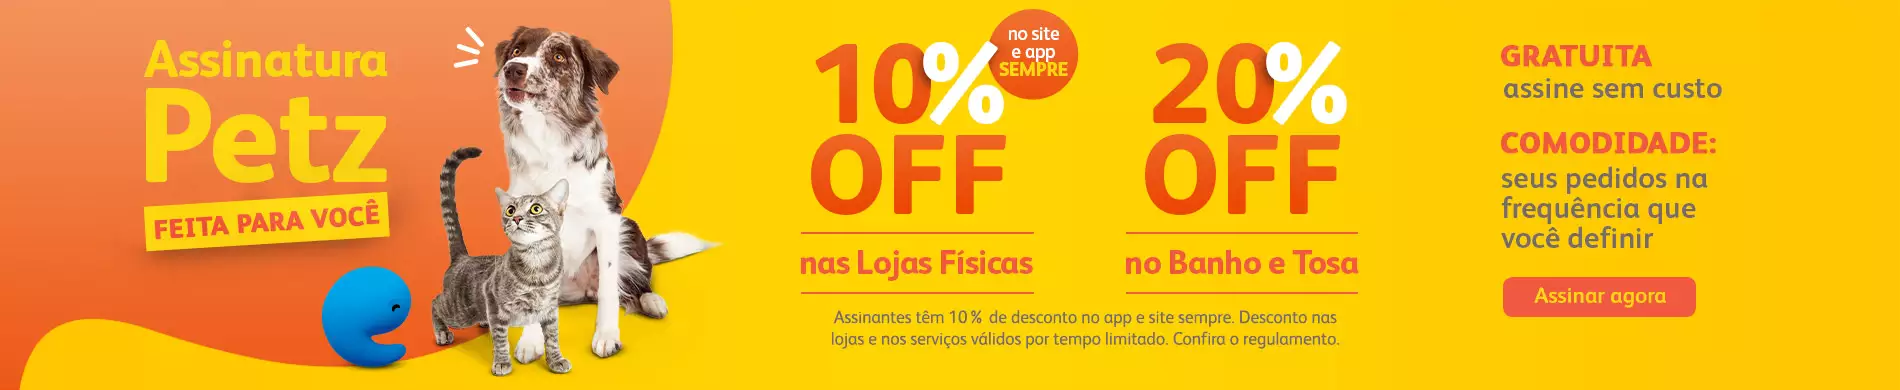 Assinatura
Petz
FEITA PARA VOCÊ
10%
OFF
no site
e app
SEMPRE
nas Lojas Físicas
20%
OFF
no Banho e Tosa
Assinantes têm 10% de desconto no app e site sempre. Desconto nas
lojas e nos serviços válidos por tempo limitado. Confira o regulamento.
GRATUITA
assine sem custo
COMODIDADE:
seus pedidos na
frequência que
você definir
Assinar agora